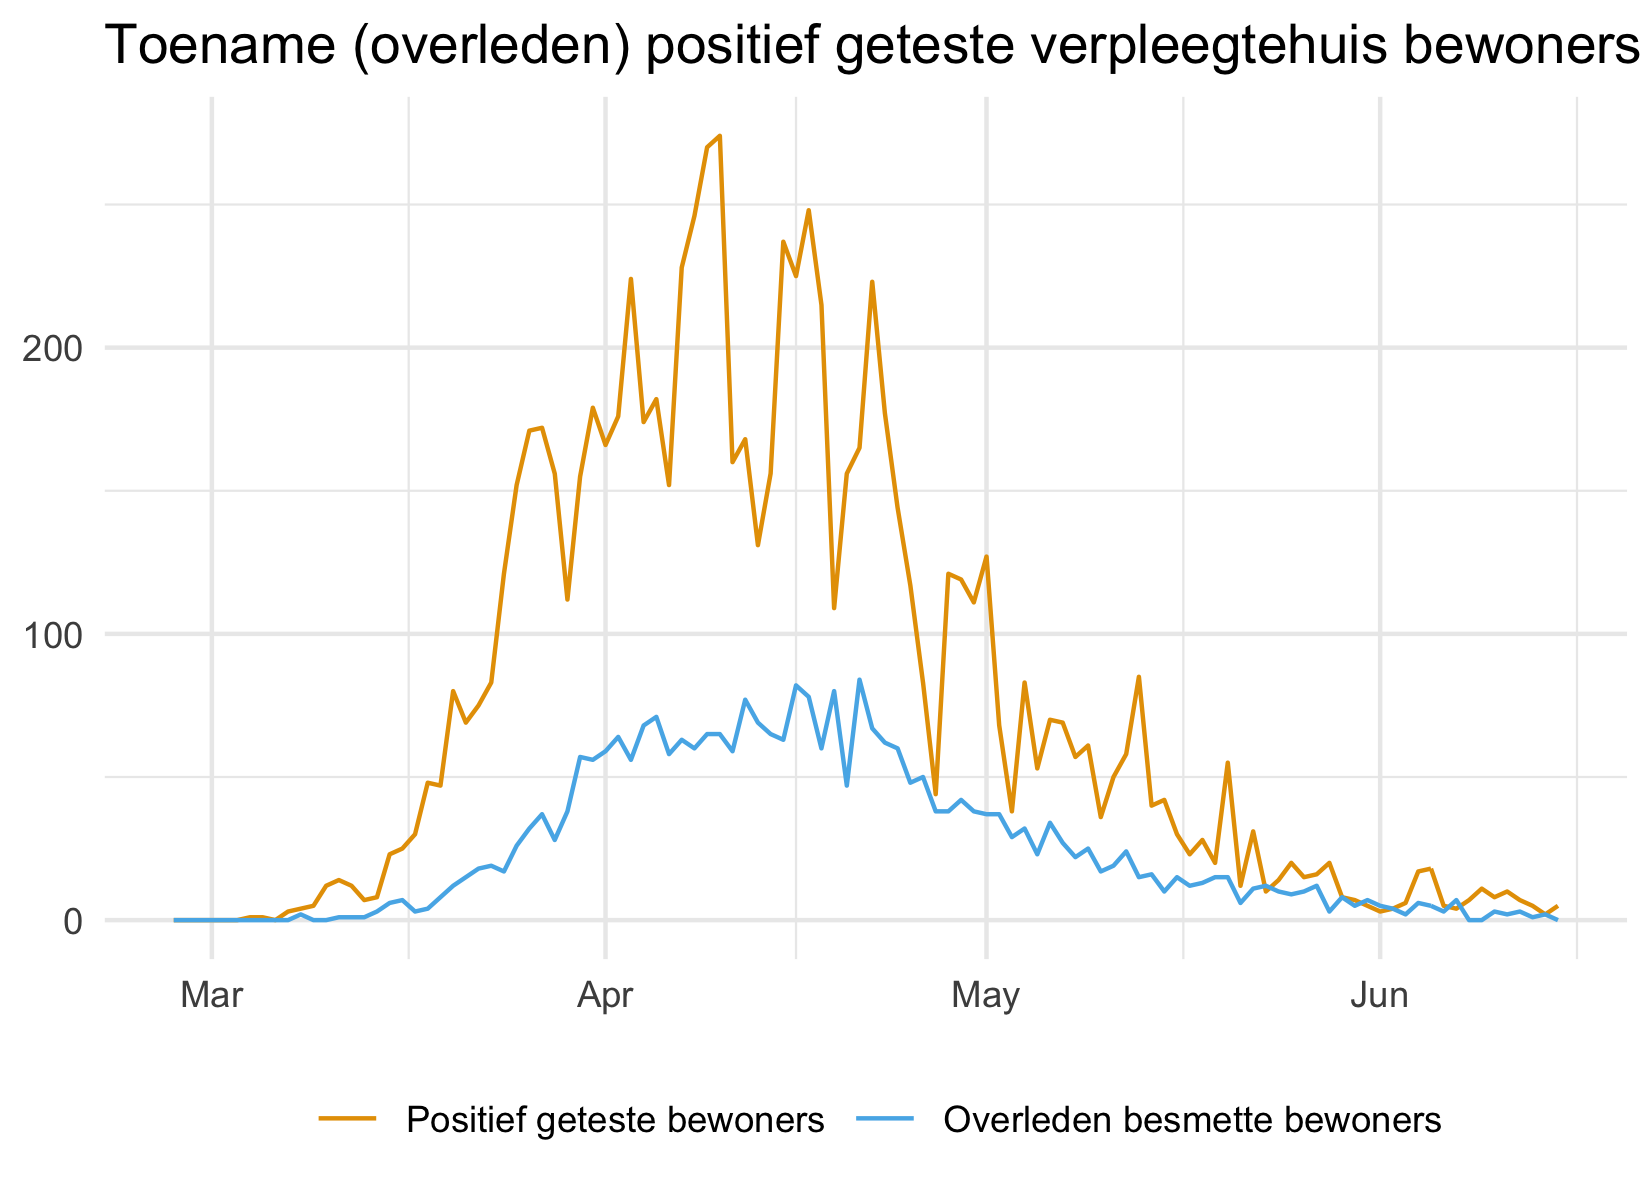 Toename (overleden) positief geteste verpleegtehuis bewoners
200
100
0
Mar Apr May Jun
Positief geteste bewoners Overleden besmette bewoners